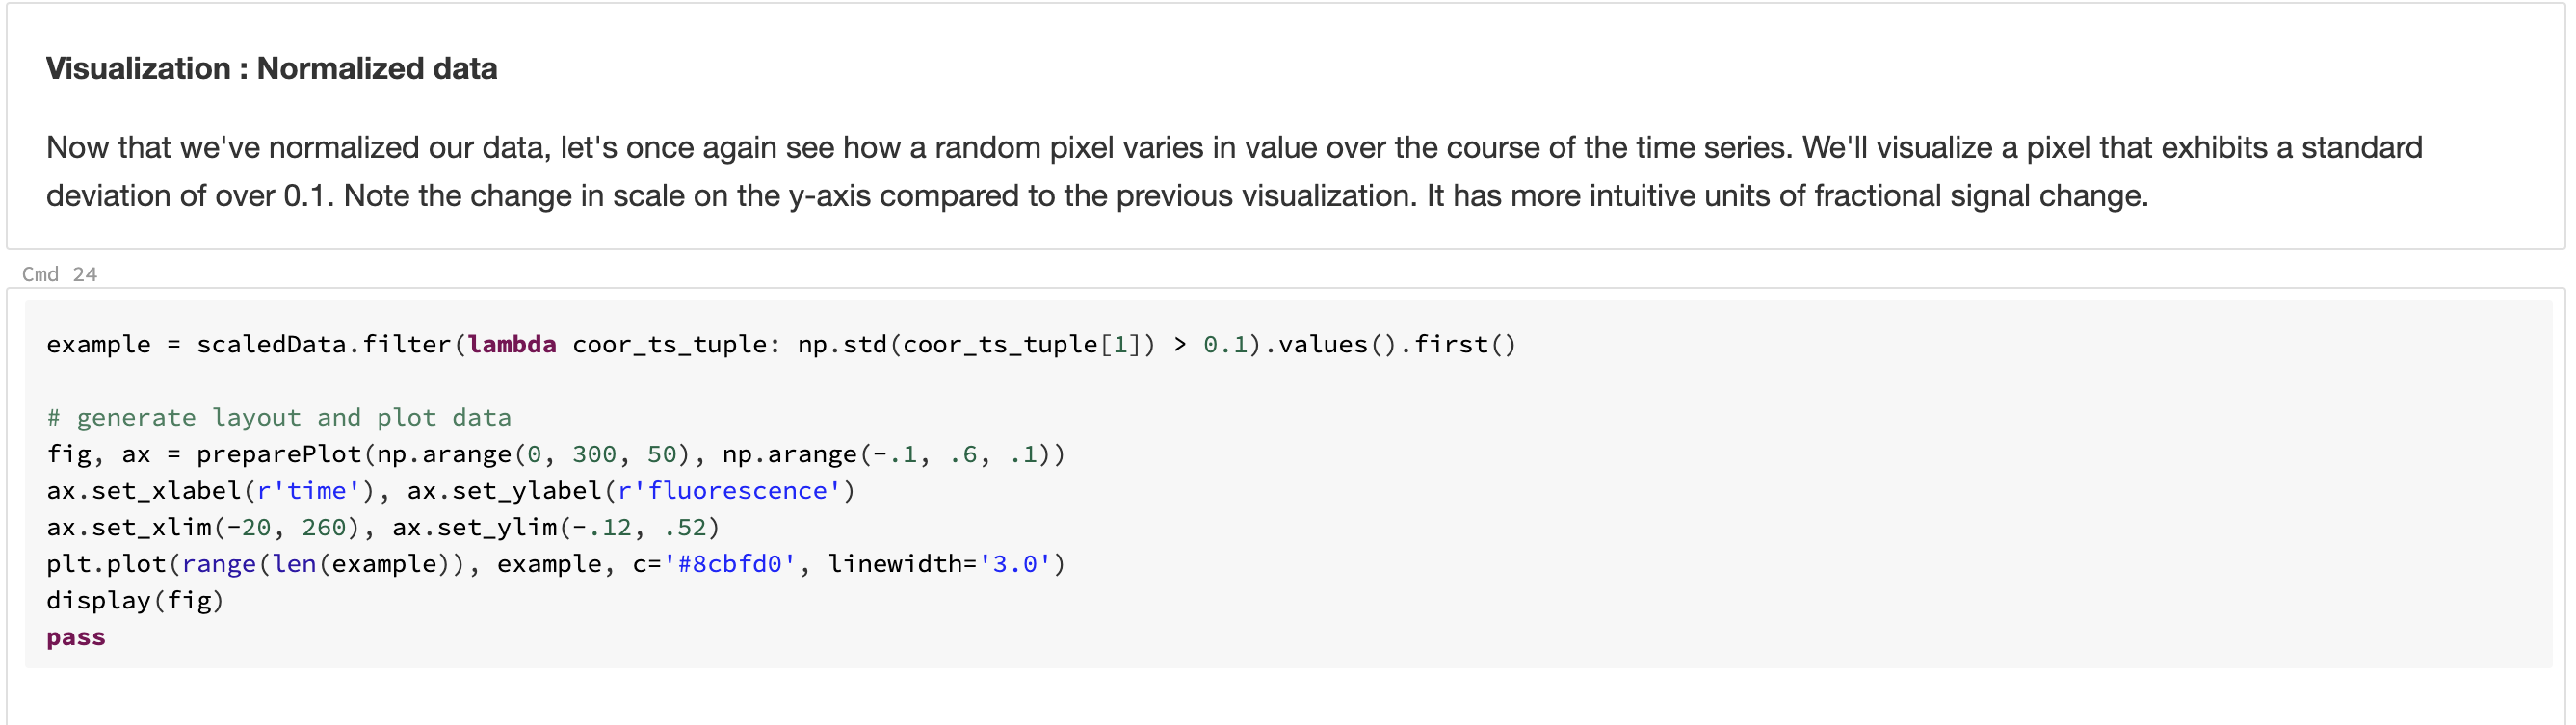 Visualization : Normalized data
Now that we've normalized our data, let's once again see how a random pixel varies in value over the course of the time series. We'll visualize a pixel that exhibits a standard
deviation of over 0.1. Note the change in scale on the y-axis compared to the previous visualization. It has more intuitive units of fractional signal change.
Cmd 24
example = scaledData.filter(lambda coor_ts_tuple: np.std(coor_ts_tuple[1]) > 0.1).values().first()
# generate layout and plot data
fig, ax = preparePlot(np.arange(0, 300, 50), np.arange(-.1, .6, .1))
ax.set_xlabel(r'time'), ax.set_ylabel(r'fluorescence')
ax.set_xlim(-20, 260), ax.set_ylim(-.12, .52)
plt.plot(range(len(example)), example, c='#8cbfd0', linewidth='3.0')
display(fig)
pass